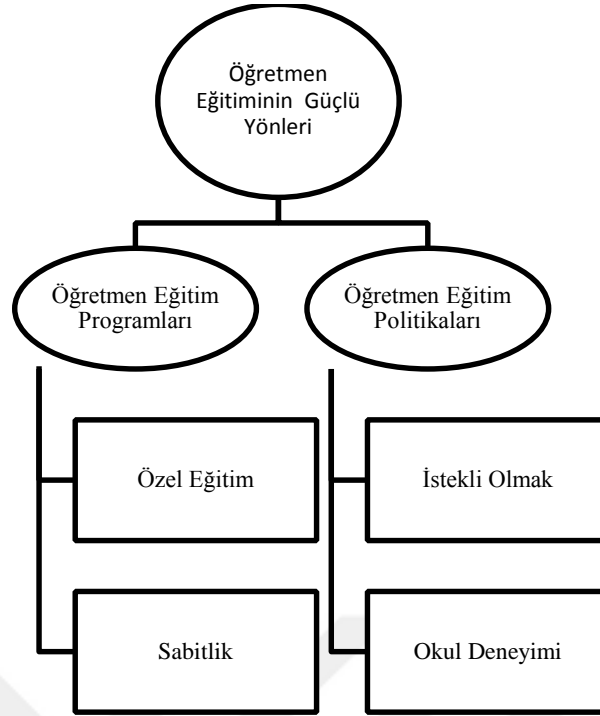 Öğretmen
Eğitiminin Güçlü
Yönleri
Öğretmen Eğitim
Programları
Öğretmen Eğitim
Politikaları
Özel Eğitim
İstekli Olmak
Sabitlik
Okul Deneyimi